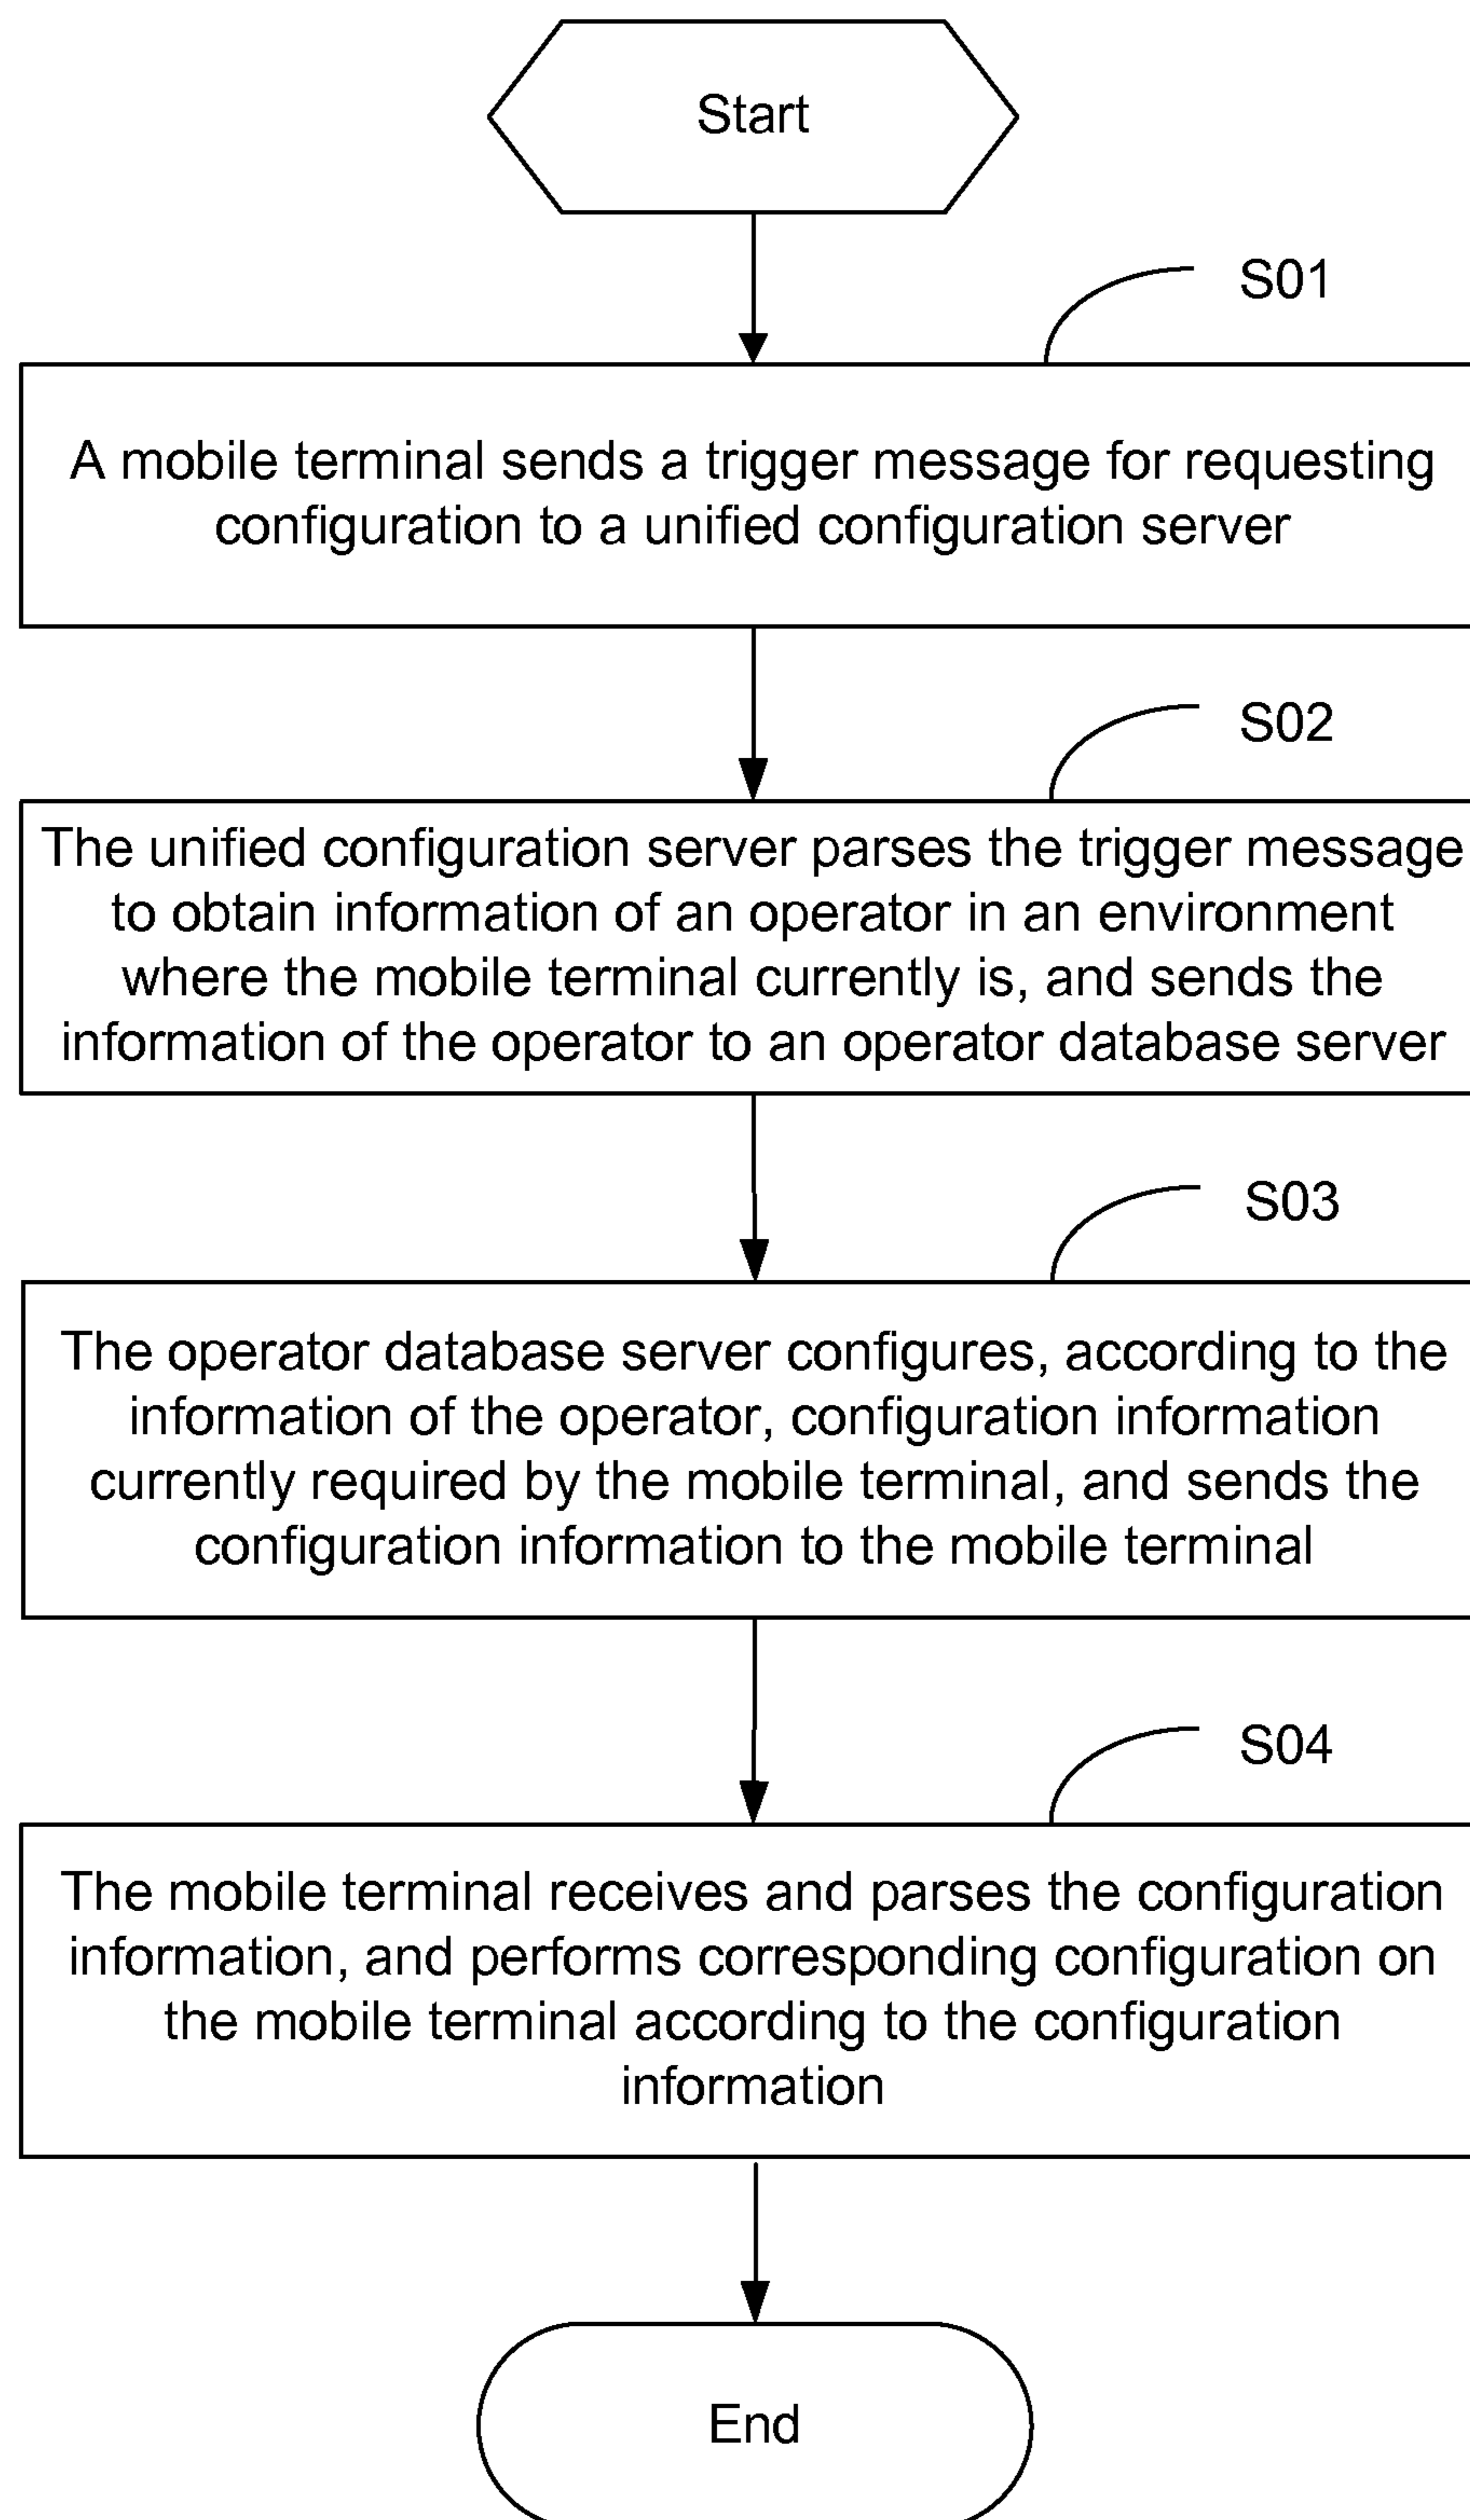 Start
S01
A mobile terminal sends a trigger message for requesting
configuration to a unified configuration server
S02
The unified configuration server parses the trigger message
to obtain information of an operator in an environment
where the mobile terminal currently is, and sends the
information of the operator to an operator database server
S03
The operator database server configures, according to the
information of the operator, configuration information
currently required by the mobile terminal, and sends the
configuration information to the mobile terminal
S04
The mobile terminal receives and parses the configuration
information, and performs corresponding configuration on
the mobile terminal according to the configuration
information
End